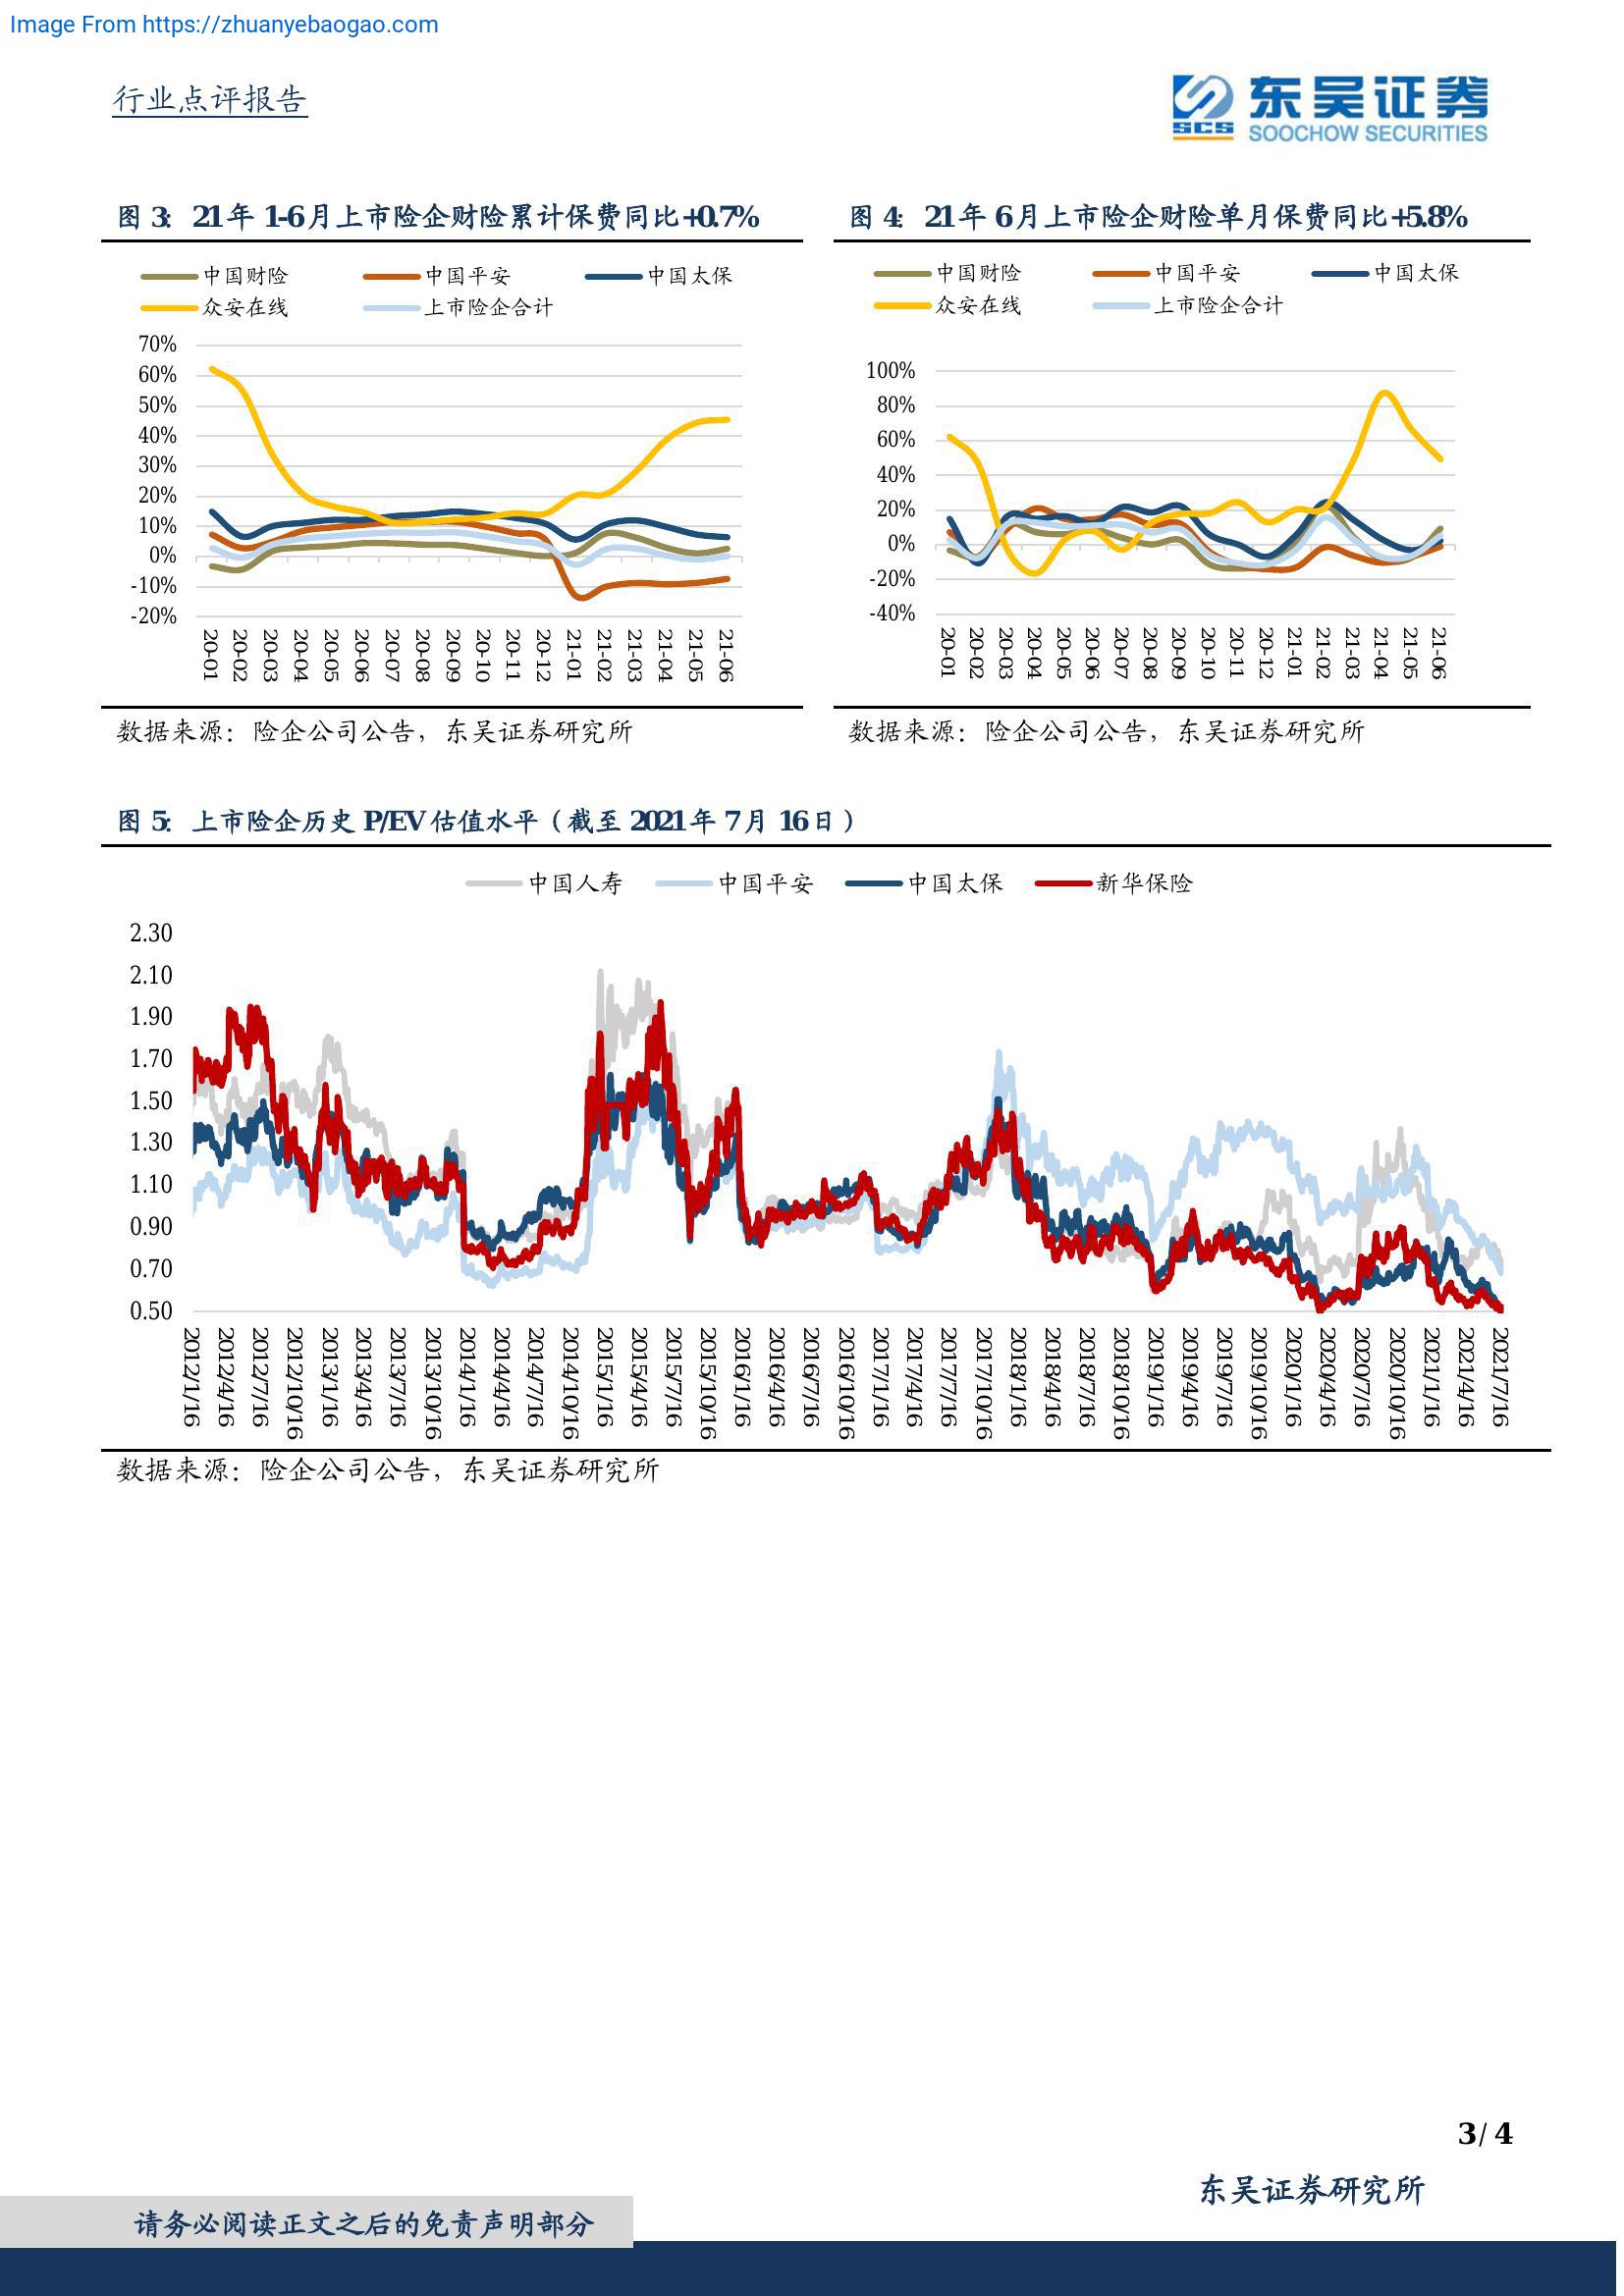 Image From https://zhuanyebaogao.com
行业点评报告
东吴证券
SCS SOOCHOW SECURITIES
图 3： 21 年 1-6 月上市险企财险累计保费同比+0.7%
中国财险 中国平安 中国太保
众安在线 上市险企合计
70%
60%
50%
40%
30%
20%
10%
0%
-10%
-20%
20-01 20-02 20-03 20-04 20-05 20-06 20-07 20-08 20-09 20-10 20-11 20-12 21-01 21-02 21-03 21-04 21-05 21-06
数据来源：险企公司公告，东吴证券研究所
图 4： 21 年 6 月上市险企财险单月保费同比+5.8%
中国财险 中国平安 中国太保
众安在线 上市险企合计
100%
80%
60%
40%
20%
0%
-20%
-40%
20-01 20-02 20-03 20-04 20-05 20-06 20-07 20-08 20-09 20-10 20-11 20-12 21-01 21-02 21-03 21-04 21-05 21-06
数据来源：险企公司公告，东吴证券研究所
图 5： 上市险企历史 P/EV 估值水平（截至 2021 年 7 月 16 日）
中国人寿 中国平安 中国太保 新华保险
2.30
2.10
1.90
1.70
1.50
1.30
1.10
0.90
0.70
0.50
2012/1/16 2012/4/16 2012/7/16 2012/10/16 2013/1/16 2013/4/16 2013/7/16 2013/10/16 2014/1/16 2014/4/16 2014/7/16 2014/10/16 2015/1/16 2015/4/16 2015/7/16 2015/10/16 2016/1/16 2016/4/16 2016/7/16 2016/10/16 2017/1/16 2017/4/16 2017/7/16 2017/10/16 2018/1/16 2018/4/16 2018/7/16 2018/10/16 2019/1/16 2019/4/16 2019/7/16 2019/10/16 2020/1/16 2020/4/16 2020/7/16 2020/10/16 2021/1/16 2021/4/16 2021/7/16
数据来源：险企公司公告，东吴证券研究所
3 / 4
东吴证券研究所
请务必阅读正文之后的免责声明部分